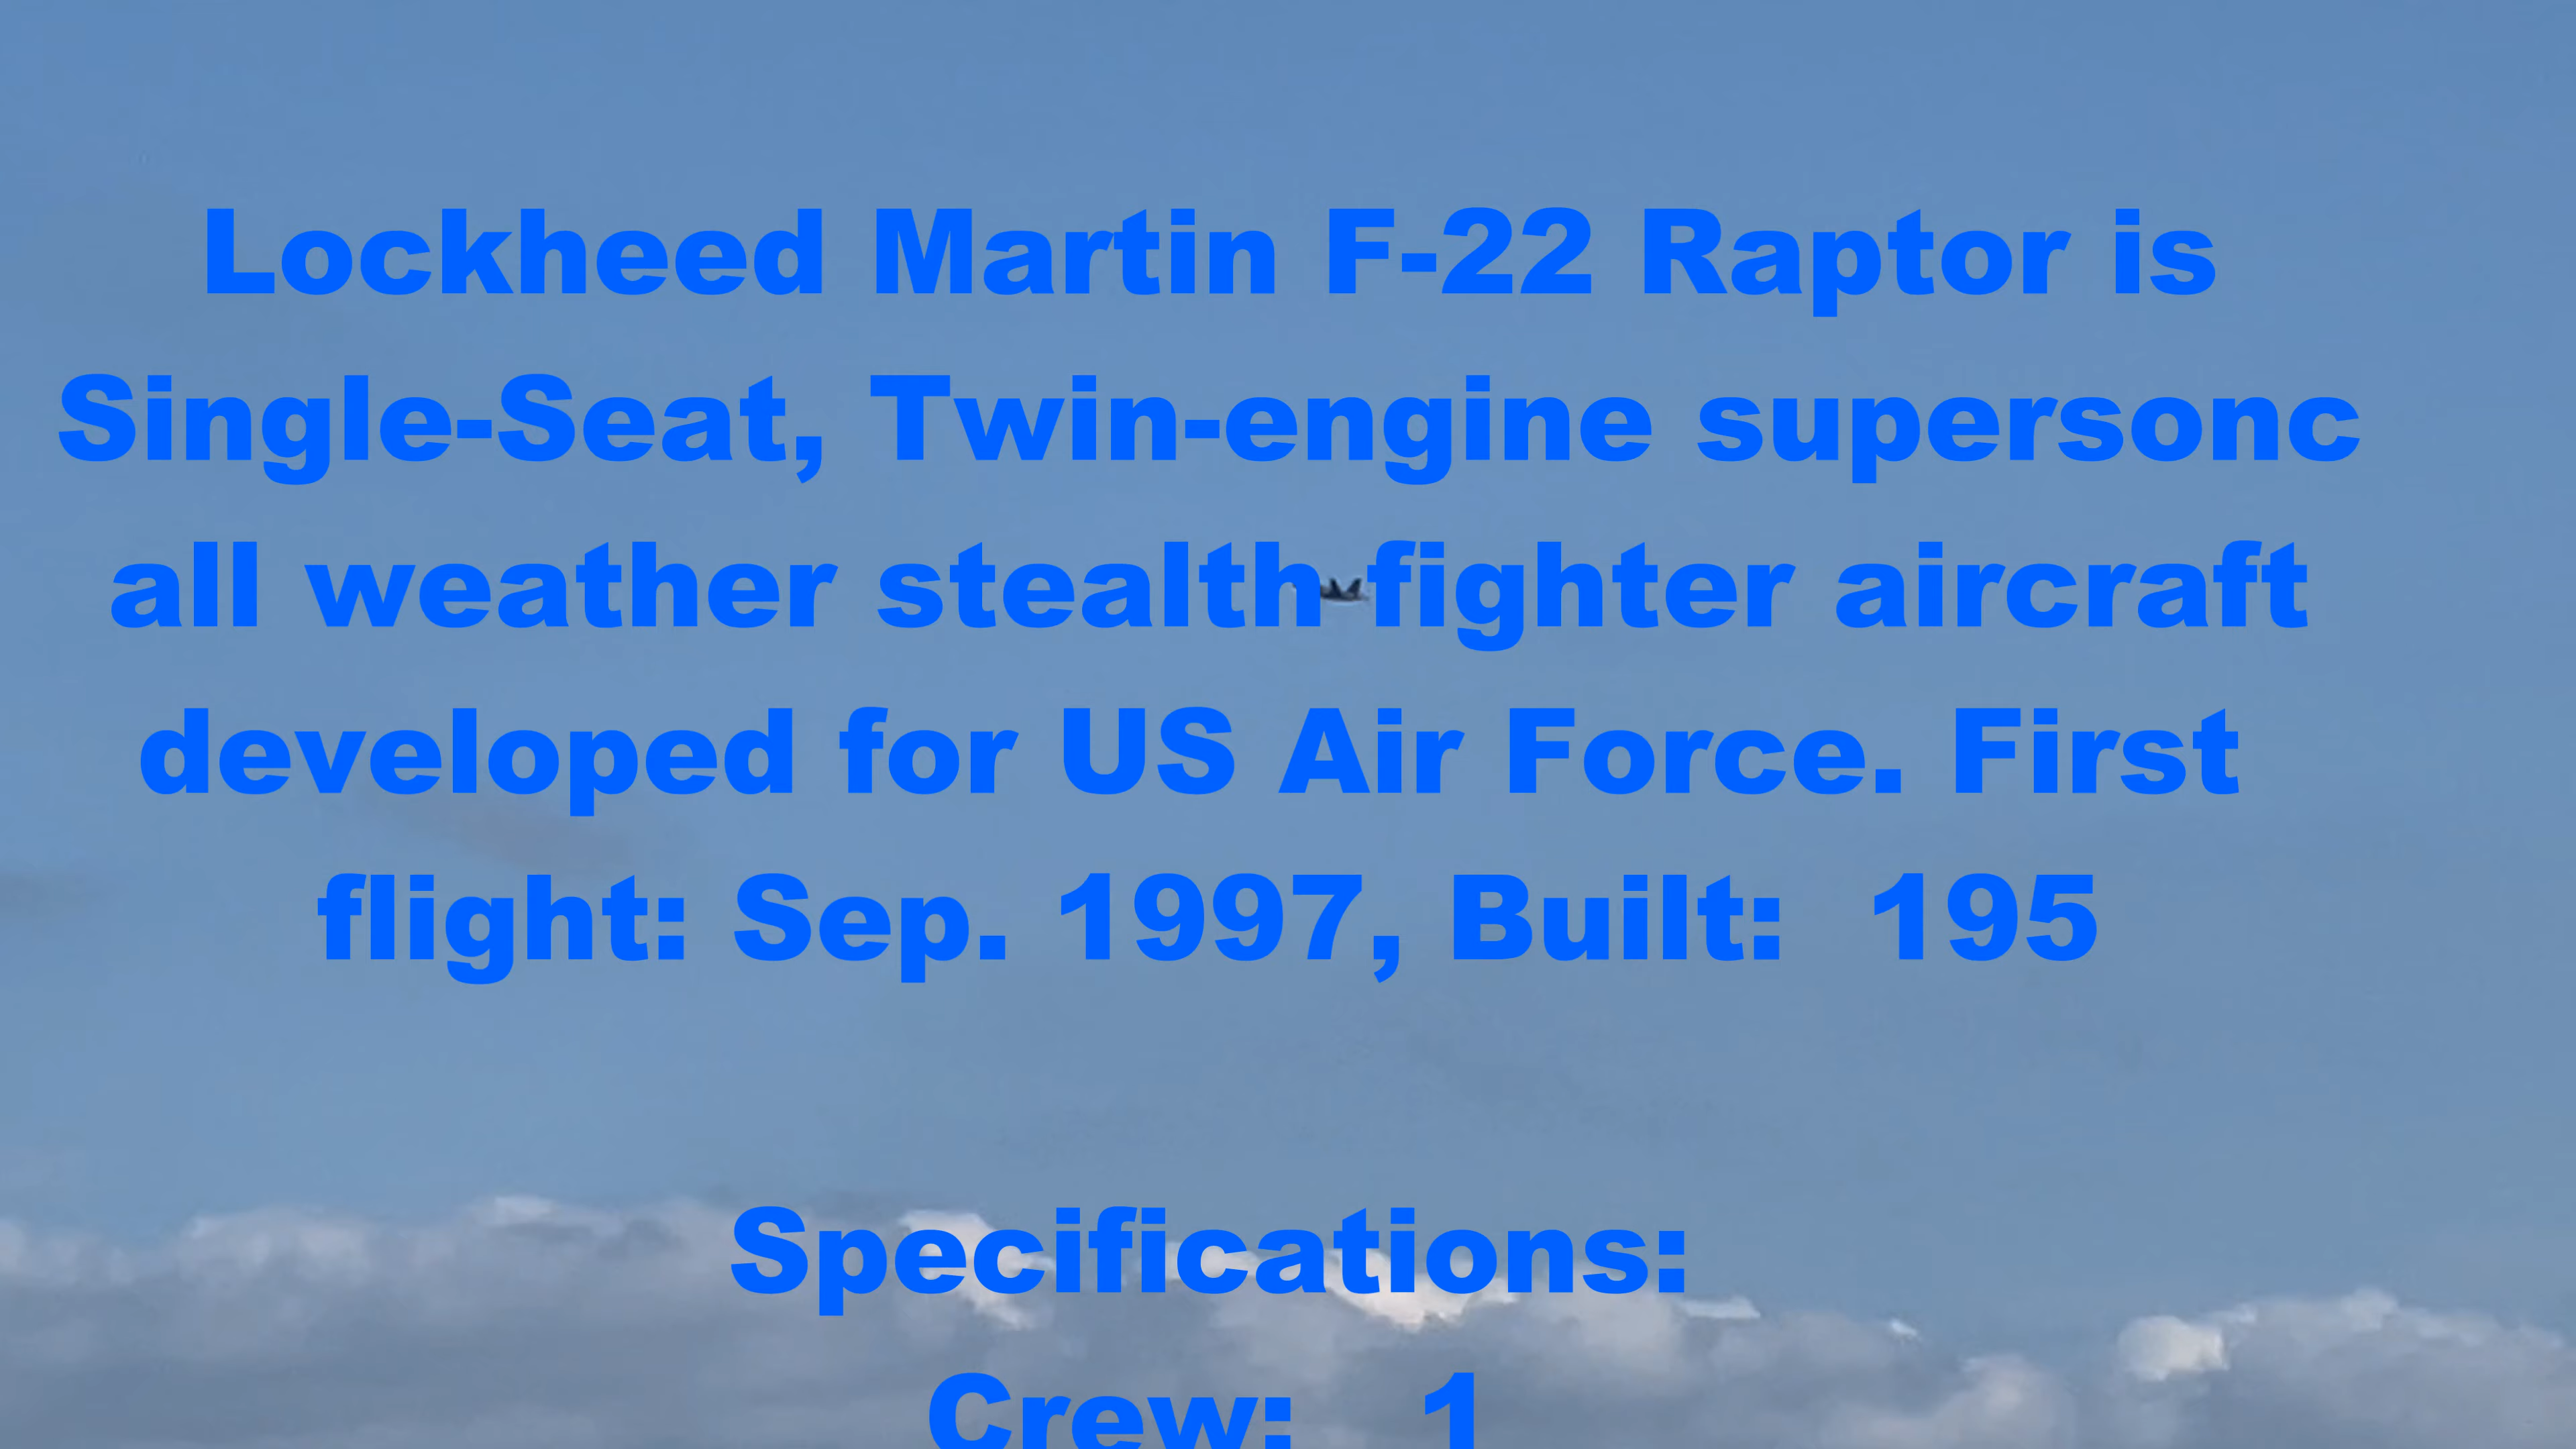 Lockheed Martin F-22 Raptor is
Single-Seat, Twin-engine supersonc
all weather stealth fighter aircraft
developed for US Air Force. First
flight: Sep. 1997, Built:  195
Specifications:
Crew:  1